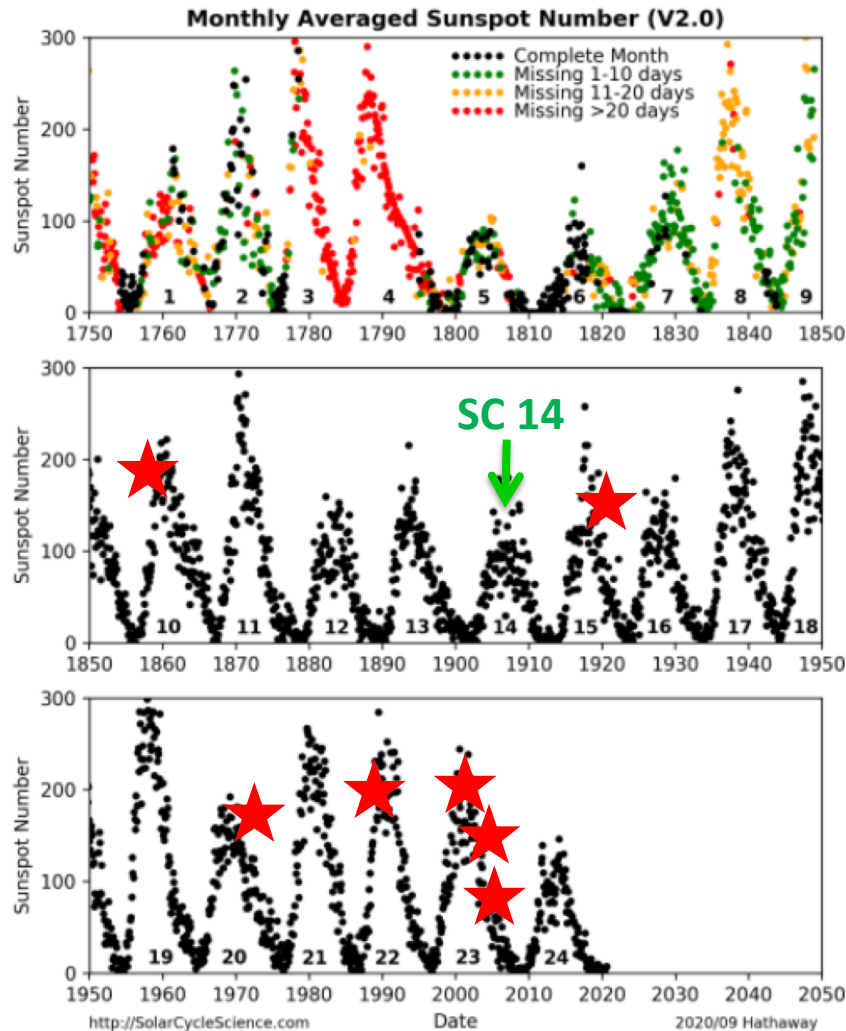 Monthly Averaged Sunspot Number (V2.0)
Complete Month
Missing 1-10 days
Missing 11-20 days
Missing >20 days
Sunspot Number
300
200
100
0
1 2 3 4 5 6 7 8 9
1750 1760 1770 1780 1790 1800 1810 1820 1830 1840 1850
SC 14
Sunspot Number
300
200
100
0
10 11 12 13 14 15 16 17 18
1850 1860 1870 1880 1890 1900 1910 1920 1930 1940 1950
Sunspot Number
300
200
100
0
19 20 21 22 23 24
1950 1960 1970 1980 1990 2000 2010 2020 2030 2040 2050
http://SolarCycleScience.com Date 2020/09 Hathaway